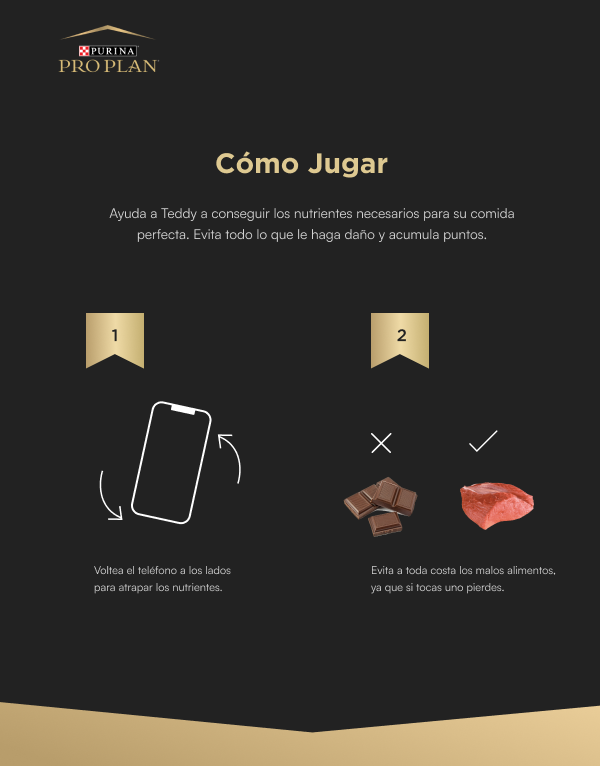 PURINA
PRO PLAN
Cómo Jugar
Ayuda a Teddy a conseguir los nutrientes necesarios para su comida
perfecta. Evita todo lo que le haga daño y acumula puntos.
1
2
Voltea el teléfono a los lados
para atrapar los nutrientes.
Evita a toda costa los malos alimentos,
ya que si tocas uno pierdes.